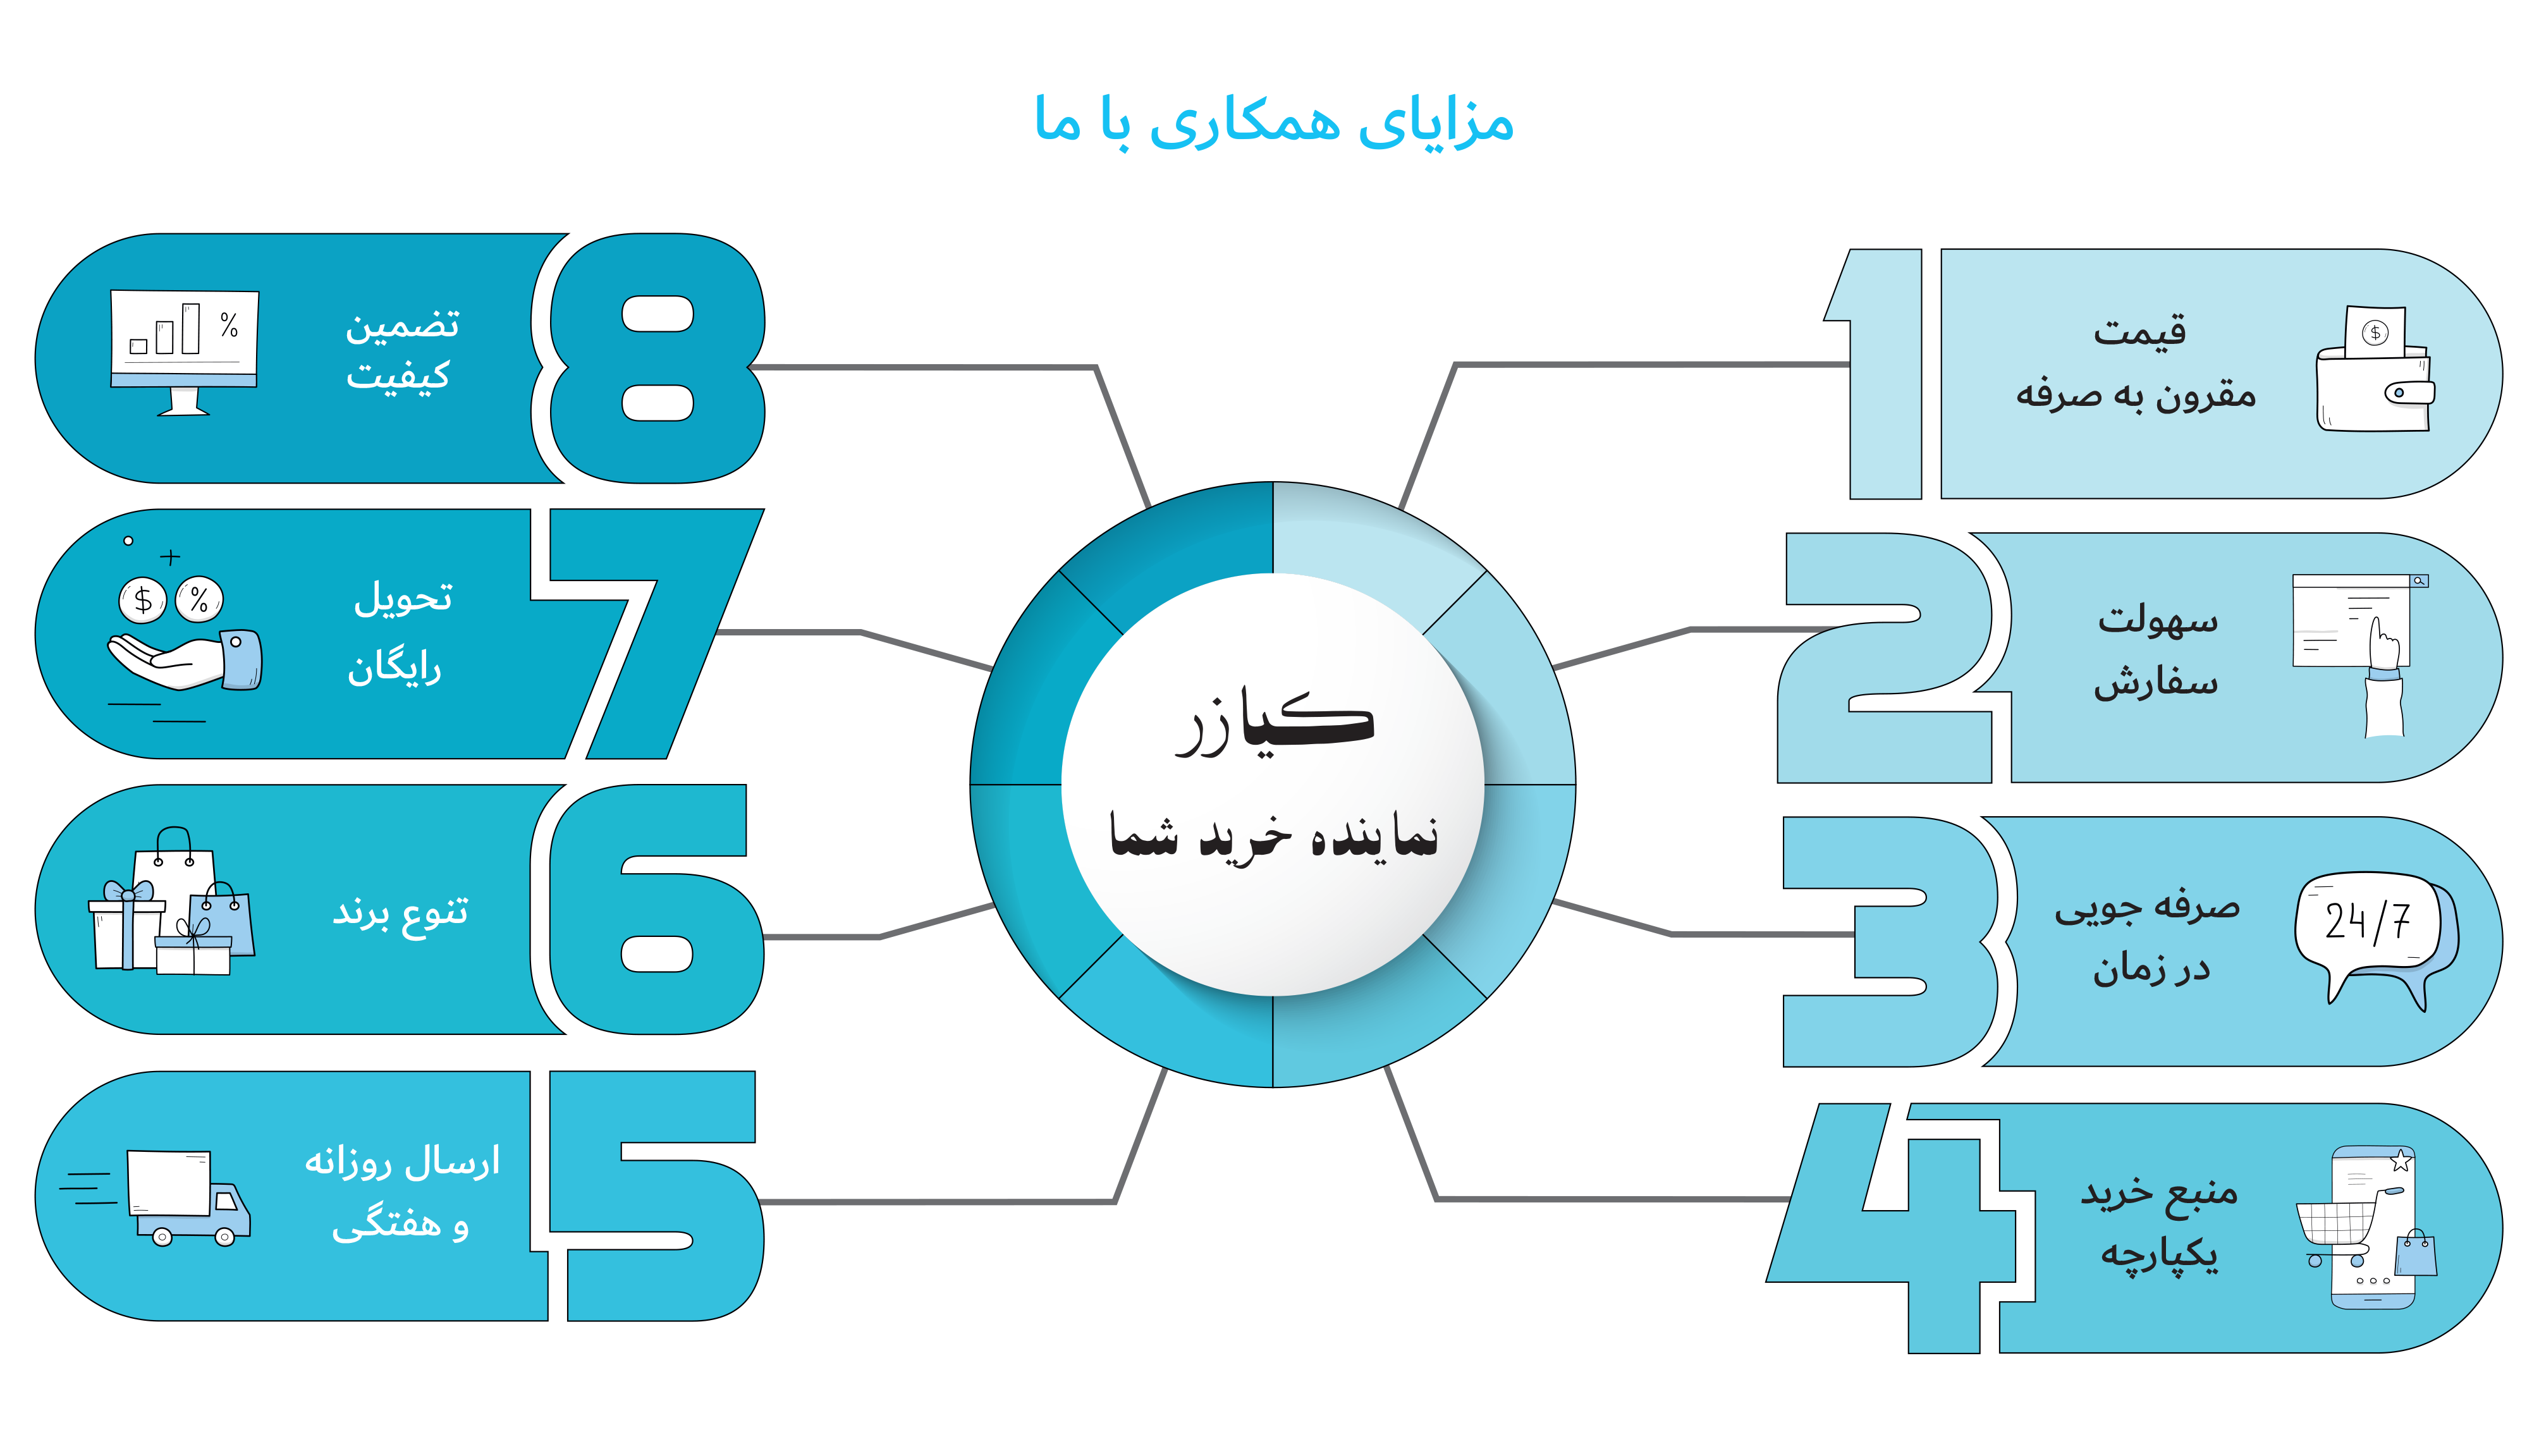 مزایای همکاری با ما
کیازر
نماینده خرید شما
1
قیمت
مقرون به صرفه
$
2
سهولت
سفارش
3
صرفه جویی
در زمان
24/7
4
منبع خرید
یکپارچه
5
ارسال روزانه
و هفتگی
6
تنوع برند
7
تحویل
رایگان
$ %
8
تضمین
کیفیت
%